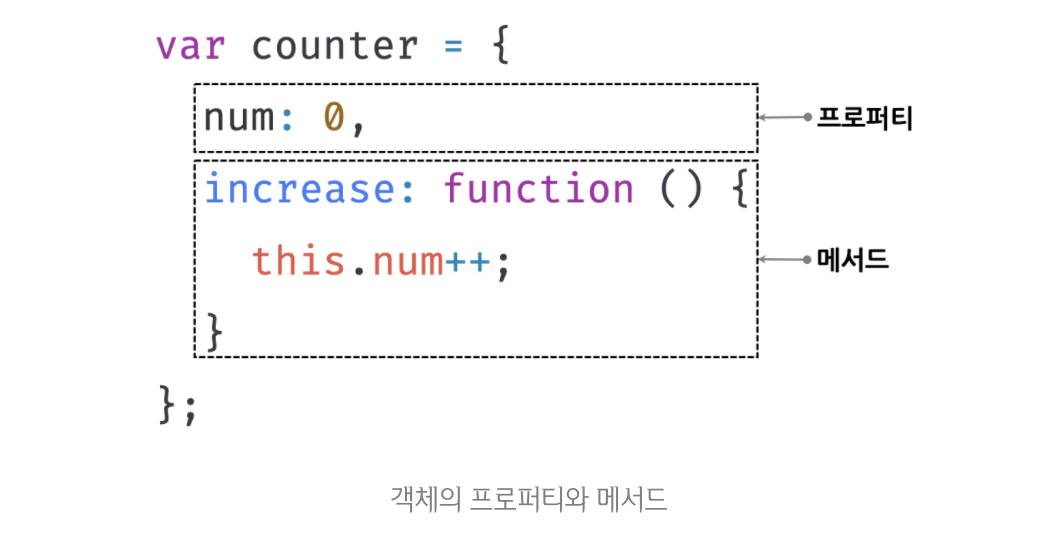 var counter = {
num: 0,
프로퍼티
increase: function () {
this.num++;
메서드
}
};
객체의 프로퍼티와 메서드